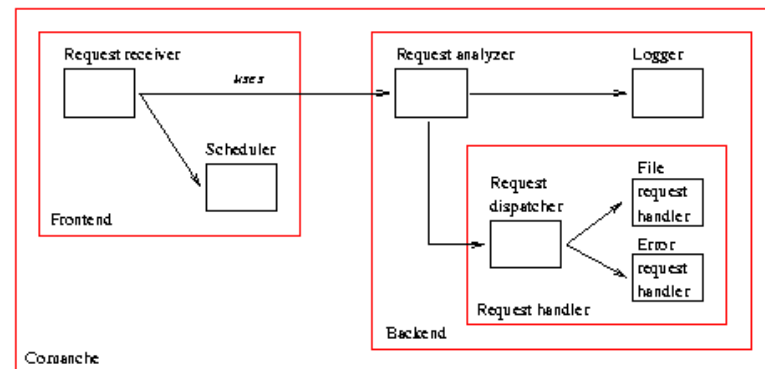 Request receiver
uses
Scheduler
Frontend
Request analyzer
Logger
Request
dispatcher
File
request
handler
Error
request
handler
Request handler
Backend
Comanche